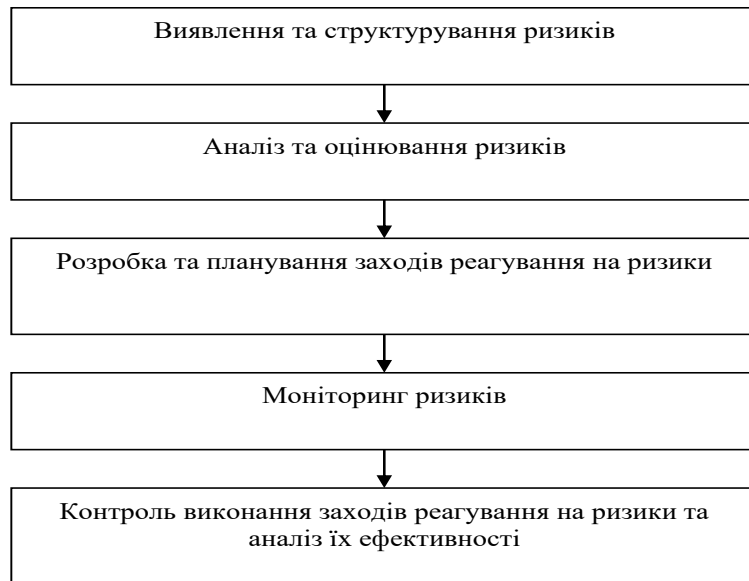 Виявлення та структурування ризиків
Аналіз та оцінювання ризиків
Розробка та планування заходів реагування на ризики
Моніторинг ризиків
Контроль виконання заходів реагування на ризики та
аналіз їх ефективності